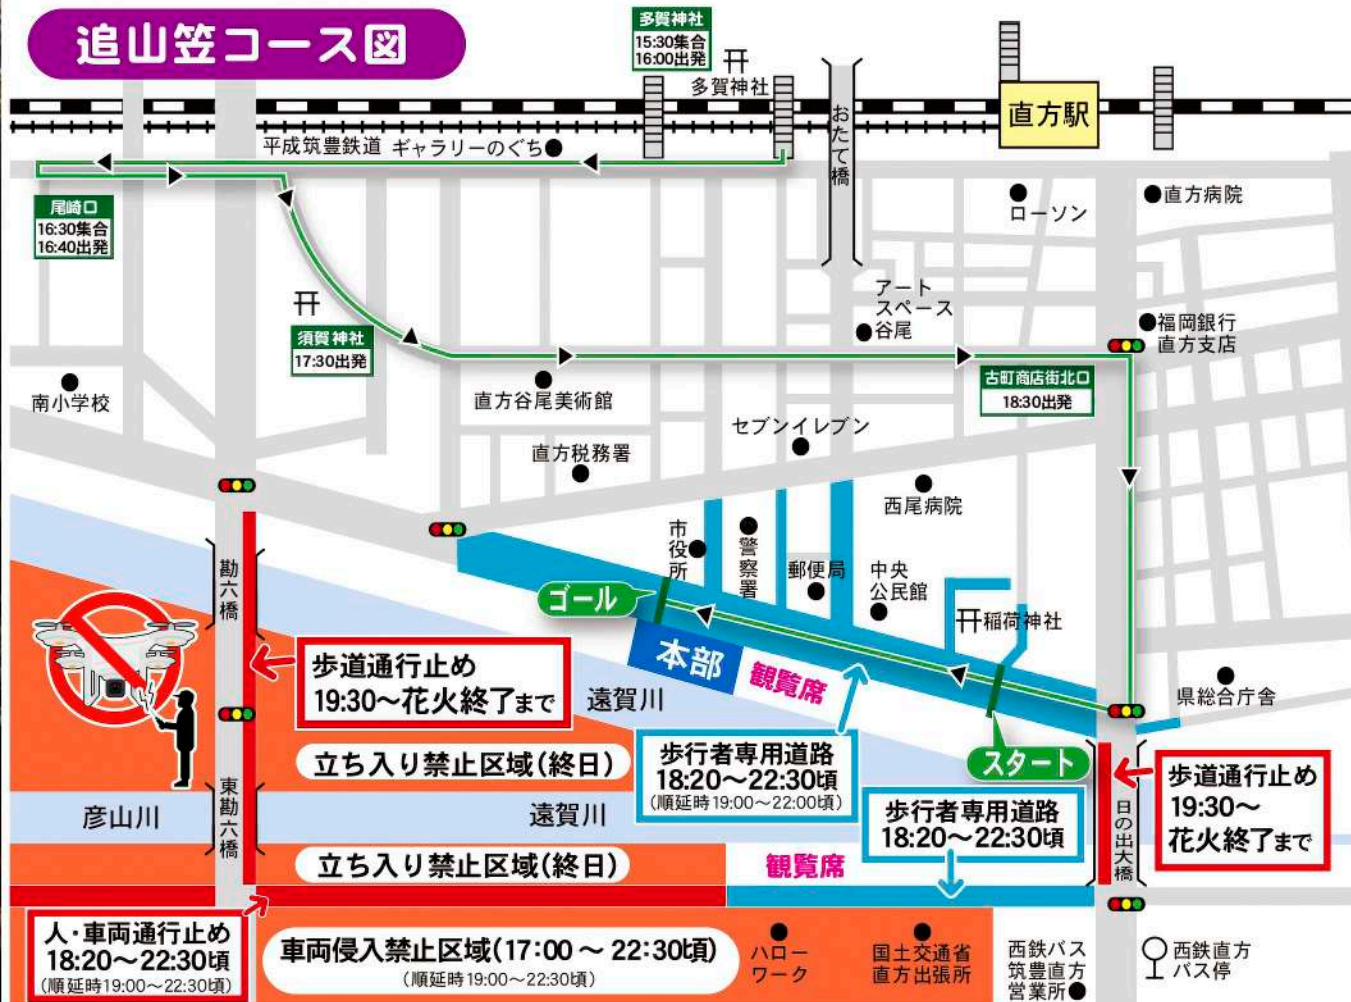 追山笠コース図
多賀神社
15:30集合
16:00出発
多賀神社
おたて橋
直方駅
平成筑豊鉄道
ギャラリーのぐち
尾崎口
16:30集合
16:40出発
ローソン
直方病院
須賀神社
17:30出発
アート
スペース
谷尾
福岡銀行
直方支店
古町商店街北口
18:30出発
南小学校
直方谷尾美術館
セブンイレブン
直方税務署
西尾病院
市役所
警察署
郵便局
中央
公民館
稲荷神社
勘六橋
ゴール
本部
観覧席
遠賀川
県総合庁舎
スタート
歩道通行止め
19:30〜花火終了まで
歩行者専用道路
18:20〜22:30頃
(順延時19:00〜22:00頃)
歩道通行止め
19:30〜
花火終了まで
立ち入り禁止区域(終日)
歩行者専用道路
18:20〜22:30頃
彦山川
東勘六橋
遠賀川
日の出大橋
立ち入り禁止区域(終日)
観覧席
人・車両通行止め
18:20〜22:30頃
(順延時19:00〜22:30頃)
車両侵入禁止区域(17:00 〜 22:30頃)
(順延時19:00〜22:30頃)
ハロー
ワーク
国土交通省
直方出張所
西鉄バス
筑豊直方
営業所
西鉄直方
バス停